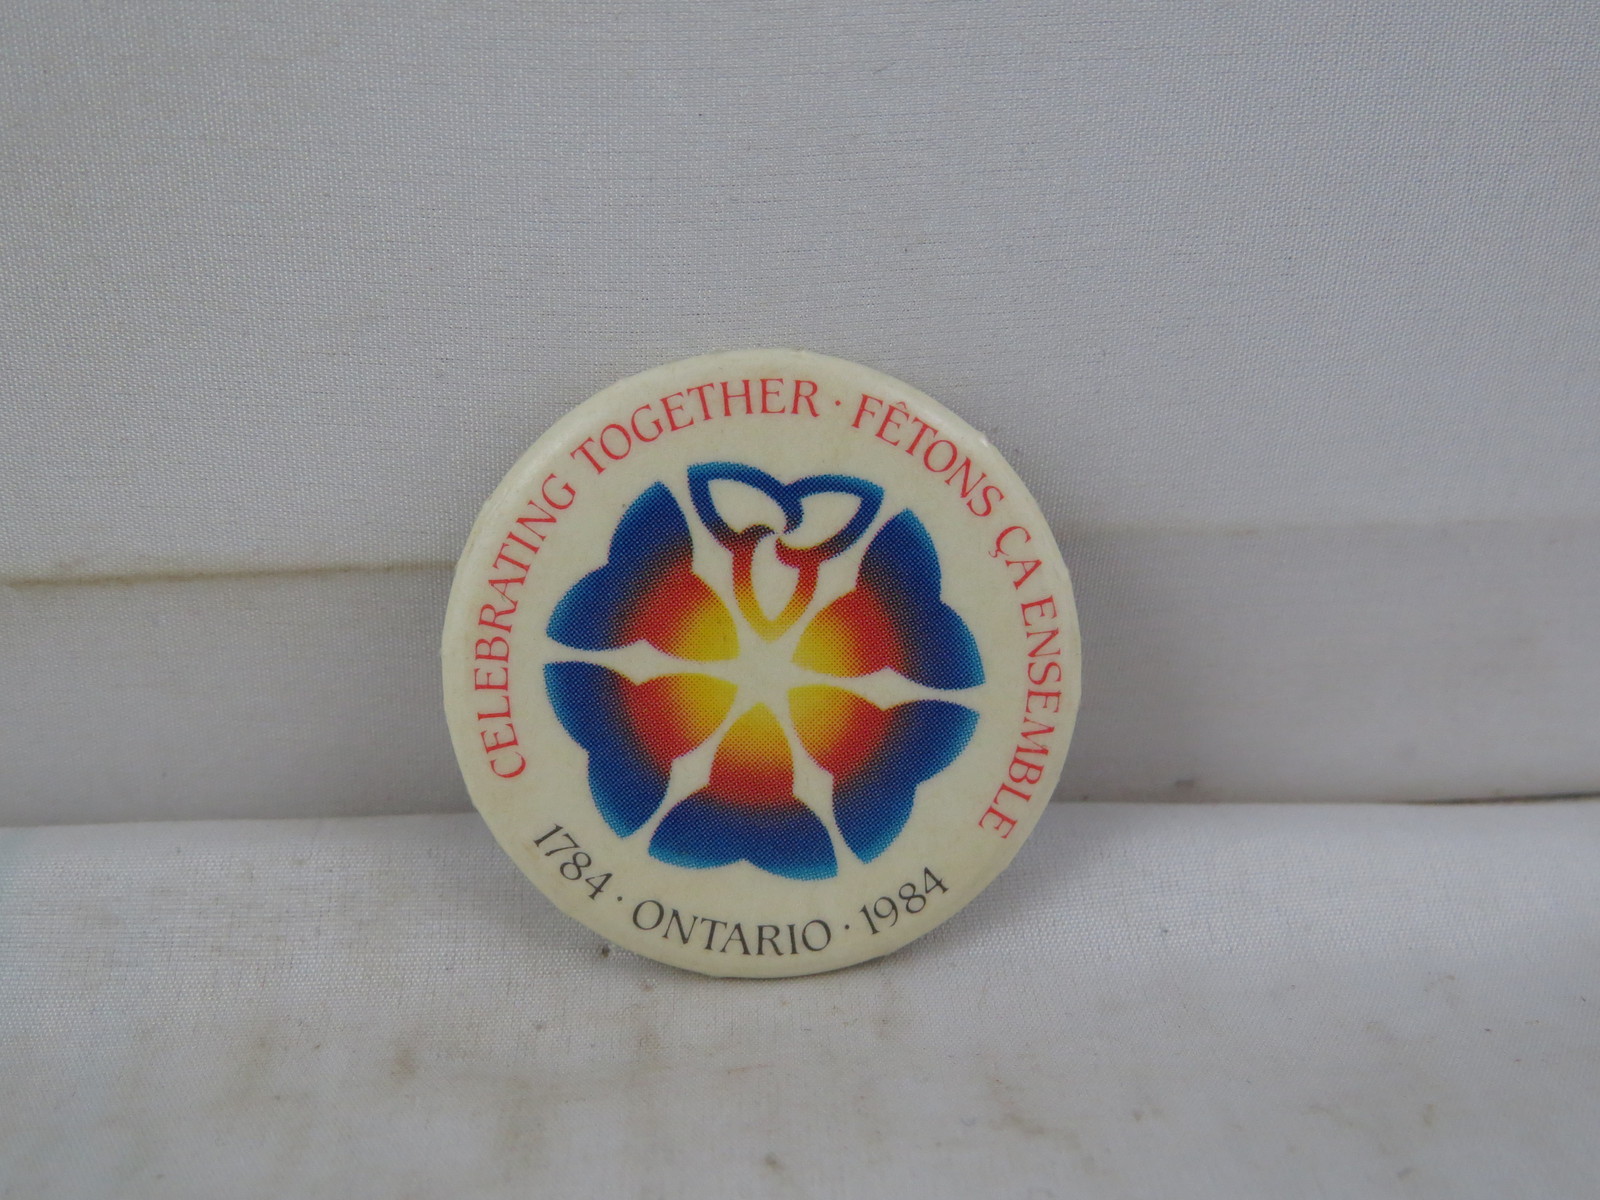 CELEBRATING TOGETHER · FÊTONS ÇA ENSEMBLE
1784 · ONTARIO · 1984